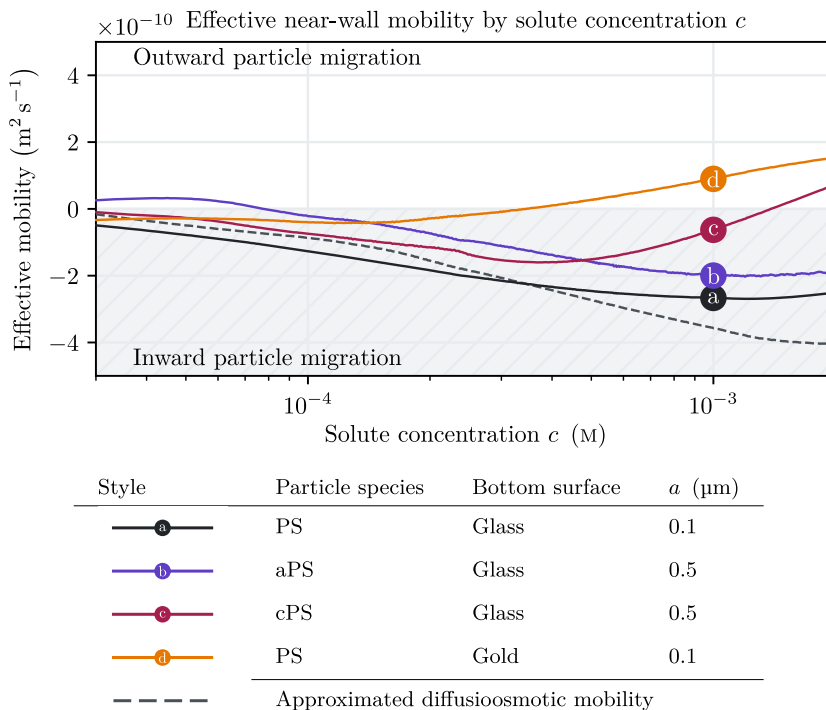 ×10⁻¹⁰ Effective near-wall mobility by solute concentration c
Outward particle migration
4
2
0
−2
−4
Effective mobility (m² s⁻¹)
d
c
b
a
Inward particle migration
10⁻⁴ 10⁻³
Solute concentration c (M)
Style Particle species Bottom surface a (µm)
a PS Glass 0.1
b aPS Glass 0.5
c cPS Glass 0.5
d PS Gold 0.1
Approximated diffusioosmotic mobility